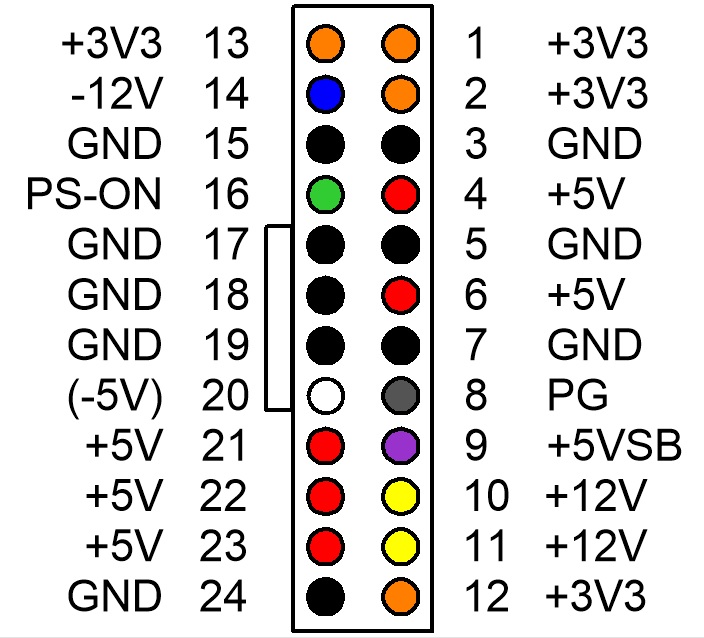 +3V3 13 1 +3V3
-12V 14 2 +3V3
GND 15 3 GND
PS-ON 16 4 +5V
GND 17 5 GND
GND 18 6 +5V
GND 19 7 GND
(-5V) 20 8 PG
+5V 21 9 +5VSB
+5V 22 10 +12V
+5V 23 11 +12V
GND 24 12 +3V3